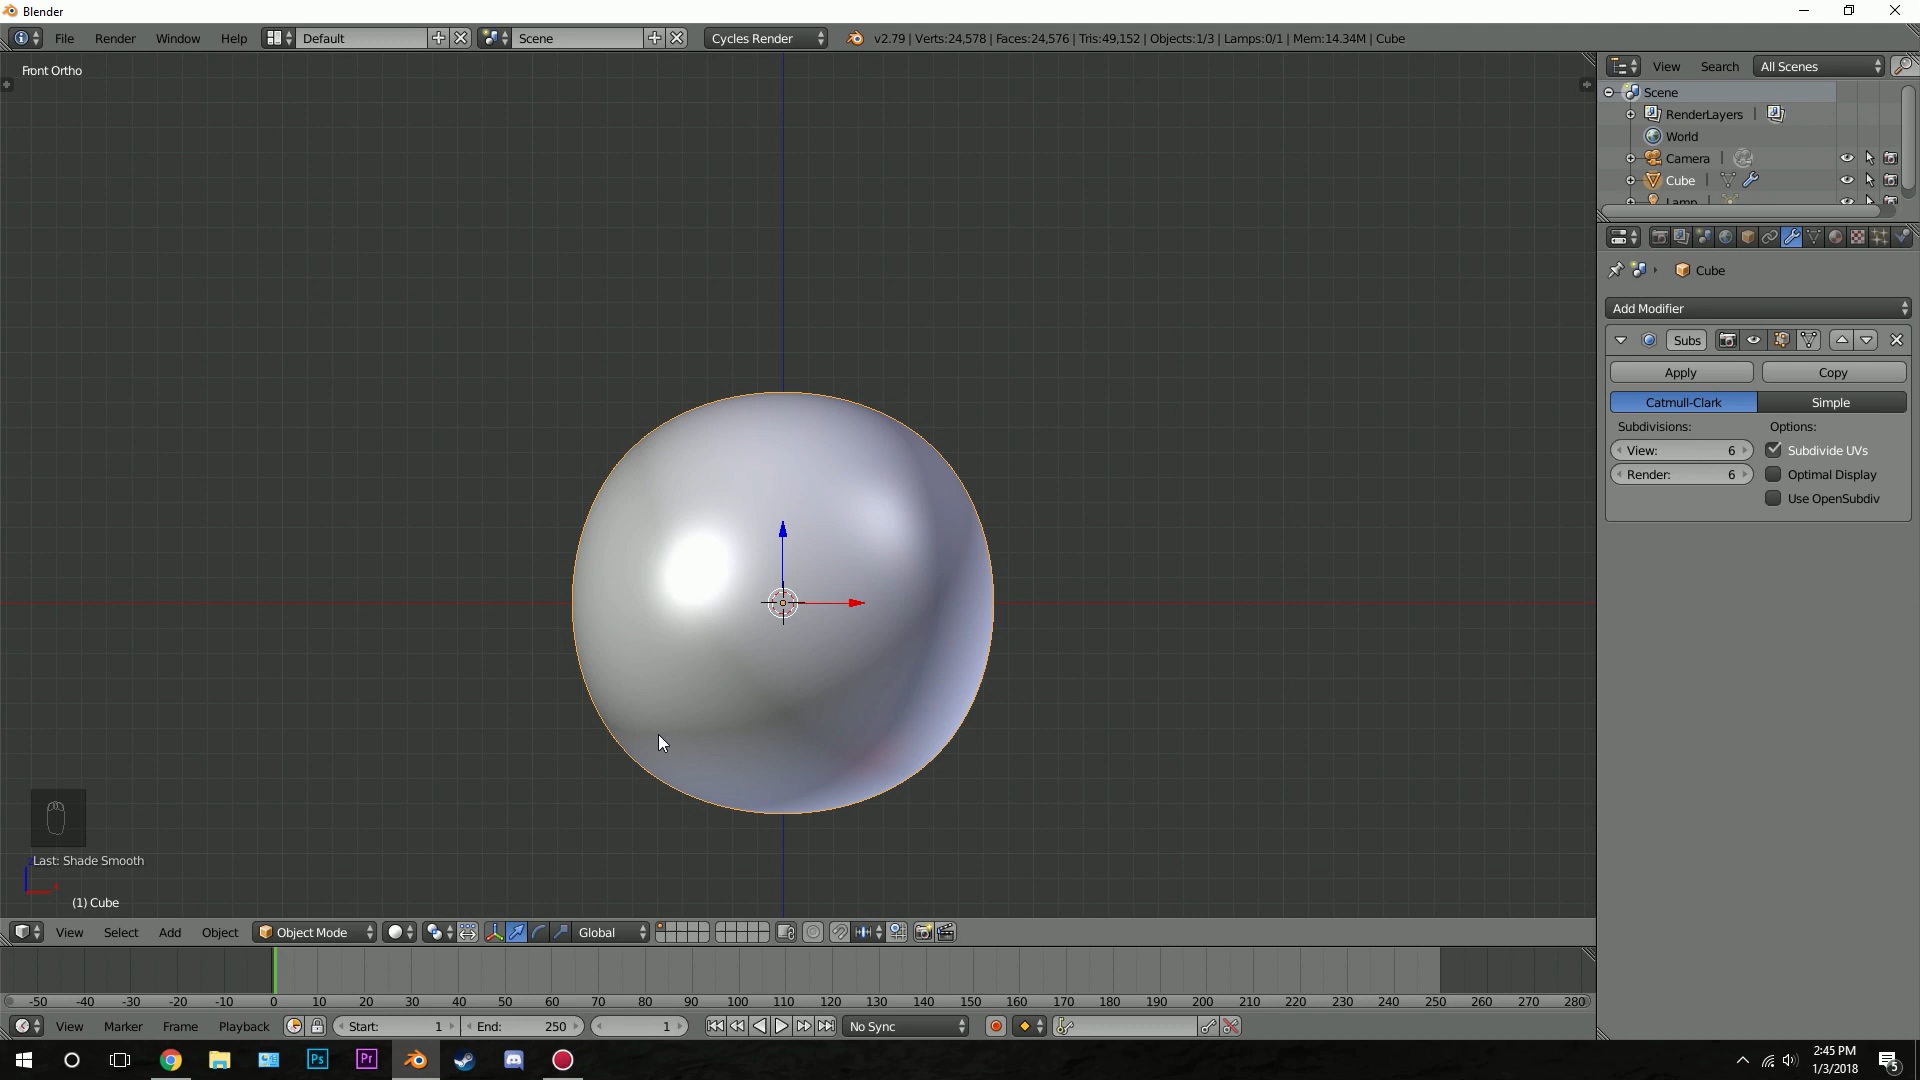 Blender
File Render Window Help Default Scene Cycles Render v2.79 | Verts:24,578 | Faces:24,576 | Tris:49,152 | Objects:1/3 | Lamps:0/1 | Mem:14.34M | Cube
Front Ortho
View Search All Scenes
Scene
RenderLayers
World
Camera
Cube
Lamp
Cube
Add Modifier
Subs
Apply Copy
Catmull-Clark Simple
Subdivisions: Options:
View: 6 Subdivide UVs
Render: 6 Optimal Display
Use OpenSubdiv
Last: Shade Smooth
(1) Cube
View Select Add Object Object Mode Global
-50 -40 -30 -20 -10 0 10 20 30 40 50 60 70 80 90 100 110 120 130 140 150 160 170 180 190 200 210 220 230 240 250 260 270 280
View Marker Frame Playback Start: 1 End: 250 1 No Sync
Ps Pr
2:45 PM
1/3/2018
5